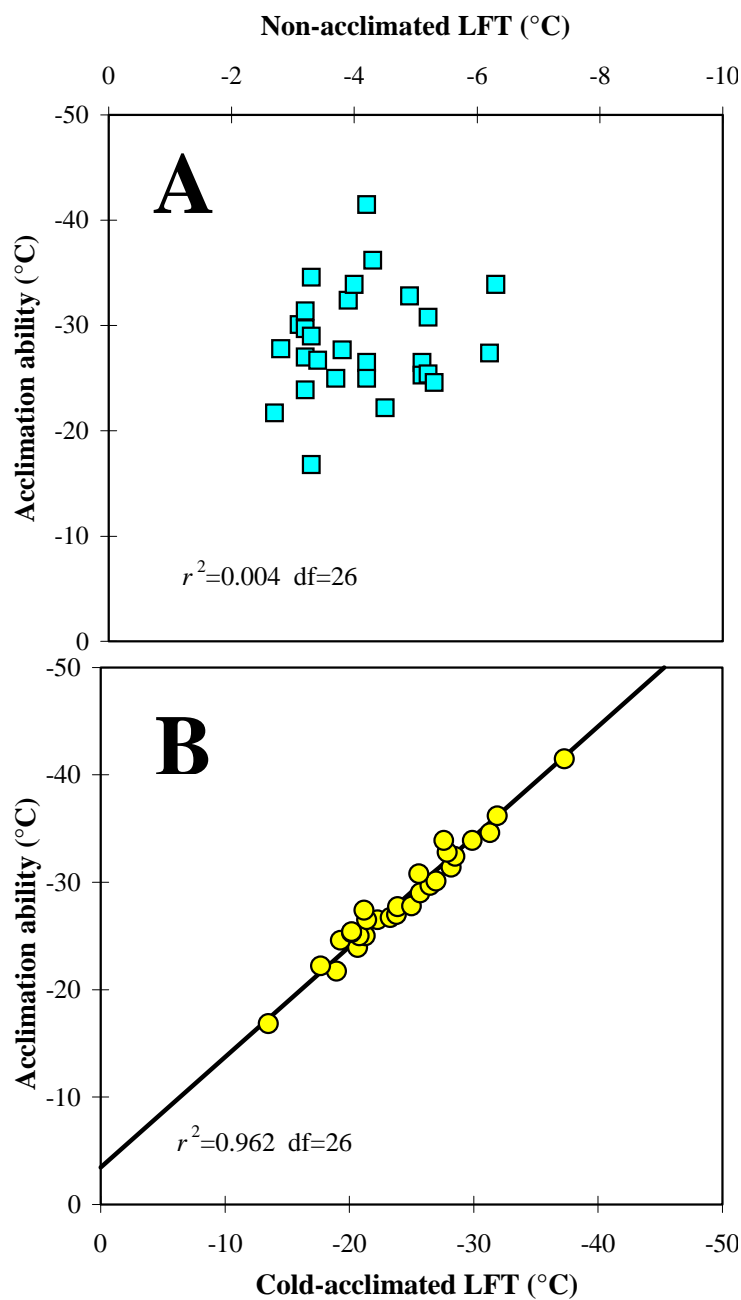 Non-acclimated LFT (°C)
0 -2 -4 -6 -8 -10
-50
A
-40
-30
-20
-10
0
Acclimation ability (°C)
r²=0.004 df=26
-50
B
-40
-30
-20
-10
0
Acclimation ability (°C)
r²=0.962 df=26
0 -10 -20 -30 -40 -50
Cold-acclimated LFT (°C)